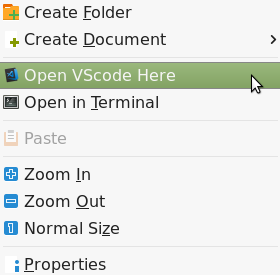 Create Folder
Create Document
Open VScode Here
Open in Terminal
Paste
Zoom In
Zoom Out
Normal Size
Properties